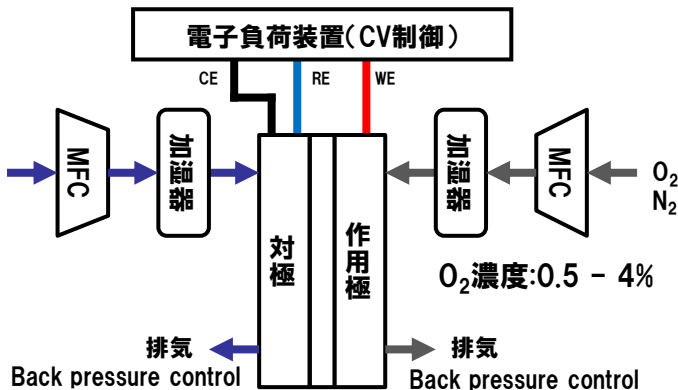 電子負荷装置(CV制御)
CE
RE
WE
MFC
加湿器
加湿器
MFC
O₂
N₂
対極
作用極
O₂濃度:0.5 - 4%
排気
Back pressure control
排気
Back pressure control